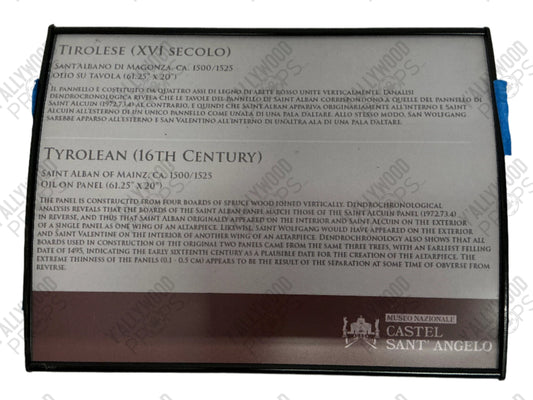 TIROLESE (XVI SECOLO)
SANT'ALBANO DI MAGONZA, CA. 1500/1525
OLIO SU TAVOLA (61.25" X 20")
IL PANNELLO È COSTITUITO DA QUATTRO ASSI DI LEGNO DI ABETE ROSSO UNITE VERTICALMENTE. L'ANALISI
DENDROCRONOLOGICA RIVELA CHE LE TAVOLE DEL PANNELLO DI SAINT ALBAN CORRISPONDONO A QUELLE DEL PANNELLO DI
SAINT ALCUIN (1972.73.4) AL CONTRARIO, E QUINDI CHE SAINT ALBAN APPARIVA ORIGINARIAMENTE ALL'INTERNO E SAINT
ALCUIN ALL'ESTERNO DI UN UNICO PANNELLO COME UN'ALA DI UNA PALA D'ALTARE. ALLO STESSO MODO, SAN WOLFGANG
SAREBBE APPARSO ALL'ESTERNO E SAN VALENTINO ALL'INTERNO DI UN'ALTRA ALA DI UNA PALA D'ALTARE.
TYROLEAN (16TH CENTURY)
SAINT ALBAN OF MAINZ, CA. 1500/1525
OIL ON PANEL (61.25" X 20")
THE PANEL IS CONSTRUCTED FROM FOUR BOARDS OF SPRUCE WOOD JOINED VERTICALLY. DENDROCHRONOLOGICAL
ANALYSIS REVEALS THAT THE BOARDS OF THE SAINT ALBAN PANEL MATCH THOSE OF THE SAINT ALCUIN PANEL (1972.73.4)
IN REVERSE, AND THUS THAT SAINT ALBAN ORIGINALLY APPEARED ON THE INTERIOR AND SAINT ALCUIN ON THE EXTERIOR
OF A SINGLE PANEL AS ONE WING OF AN ALTARPIECE. LIKEWISE, SAINT WOLFGANG WOULD HAVE APPEARED ON THE EXTERIOR
AND SAINT VALENTINE ON THE INTERIOR OF ANOTHER WING OF AN ALTARPIECE. DENDROCHRONOLOGY ALSO SHOWS THAT ALL
BOARDS USED IN CONSTRUCTION OF THE ORIGINAL TWO PANELS CAME FROM THE SAME THREE TREES, WITH AN EARLIEST FELLING
DATE OF 1495, INDICATING THE EARLY SIXTEENTH CENTURY AS A PLAUSIBLE DATE FOR THE CREATION OF THE ALTARPIECE. THE
EXTREME THINNESS OF THE PANELS (0.1 - 0.5 CM) APPEARS TO BE THE RESULT OF THE SEPARATION AT SOME TIME OF OBVERSE FROM
REVERSE.
MUSEO NAZIONALE
CASTEL
SANT'ANGELO